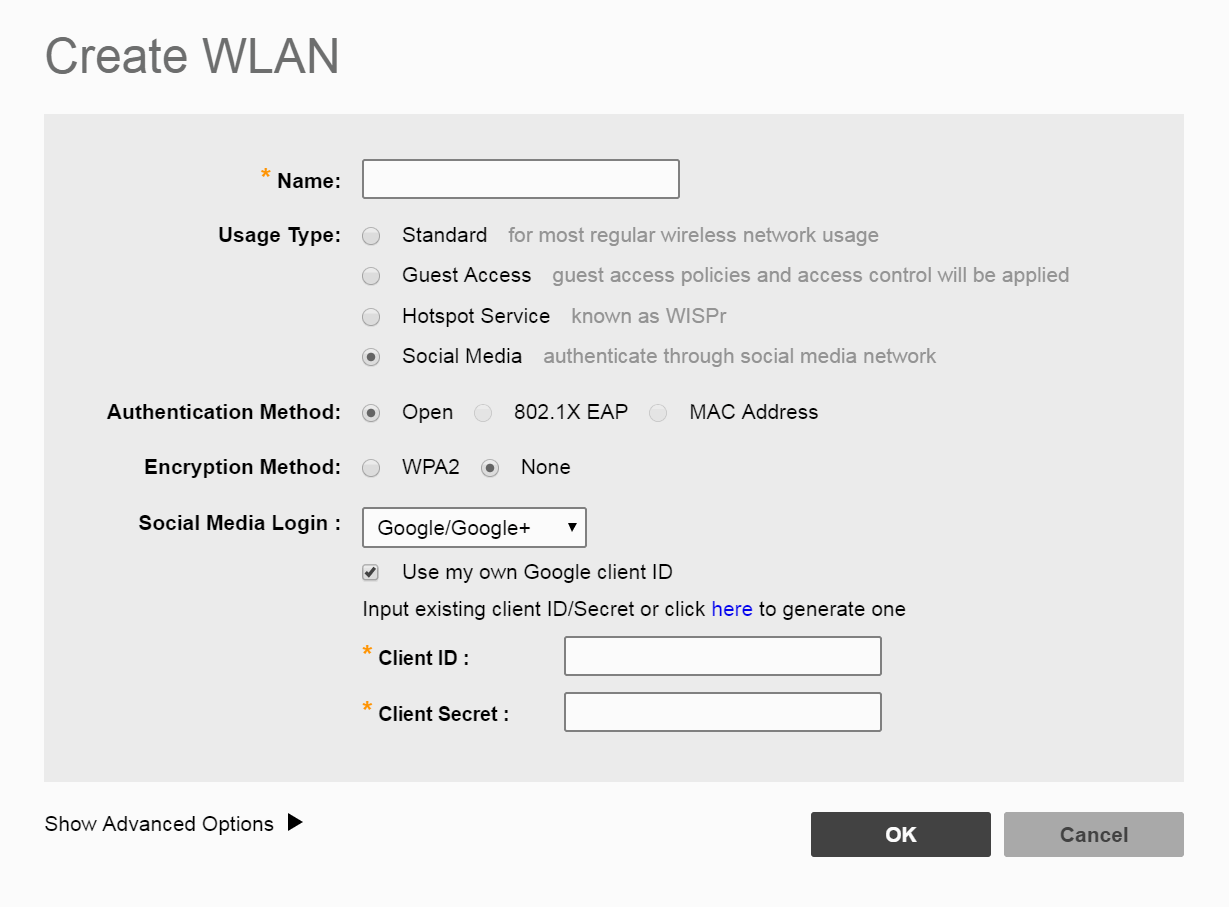 Create WLAN
* Name:
Usage Type: Standard for most regular wireless network usage
Guest Access guest access policies and access control will be applied
Hotspot Service known as WISPr
Social Media authenticate through social media network
Authentication Method: Open 802.1X EAP MAC Address
Encryption Method: WPA2 None
Social Media Login : Google/Google+
Use my own Google client ID
Input existing client ID/Secret or click here to generate one
* Client ID :
* Client Secret :
Show Advanced Options OK Cancel